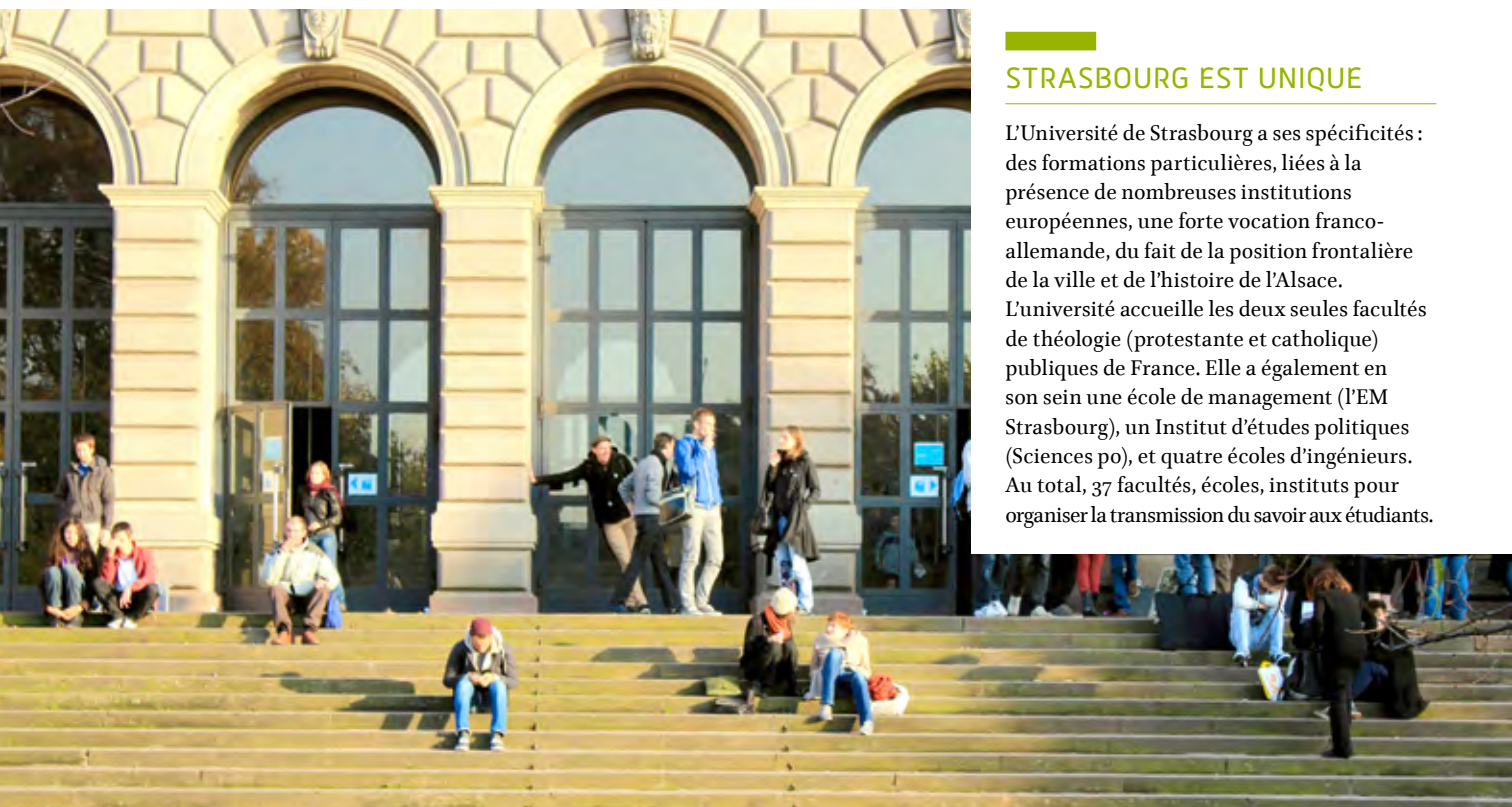 STRASBOURG EST UNIQUE
L’Université de Strasbourg a ses spécificités :
des formations particulières, liées à la
présence de nombreuses institutions
européennes, une forte vocation franco-
allemande, du fait de la position frontalière
de la ville et de l’histoire de l’Alsace.
L’université accueille les deux seules facultés
de théologie (protestante et catholique)
publiques de France. Elle a également en
son sein une école de management (l’EM
Strasbourg), un Institut d’études politiques
(Sciences po), et quatre écoles d’ingénieurs.
Au total, 37 facultés, écoles, instituts pour
organiser la transmission du savoir aux étudiants.